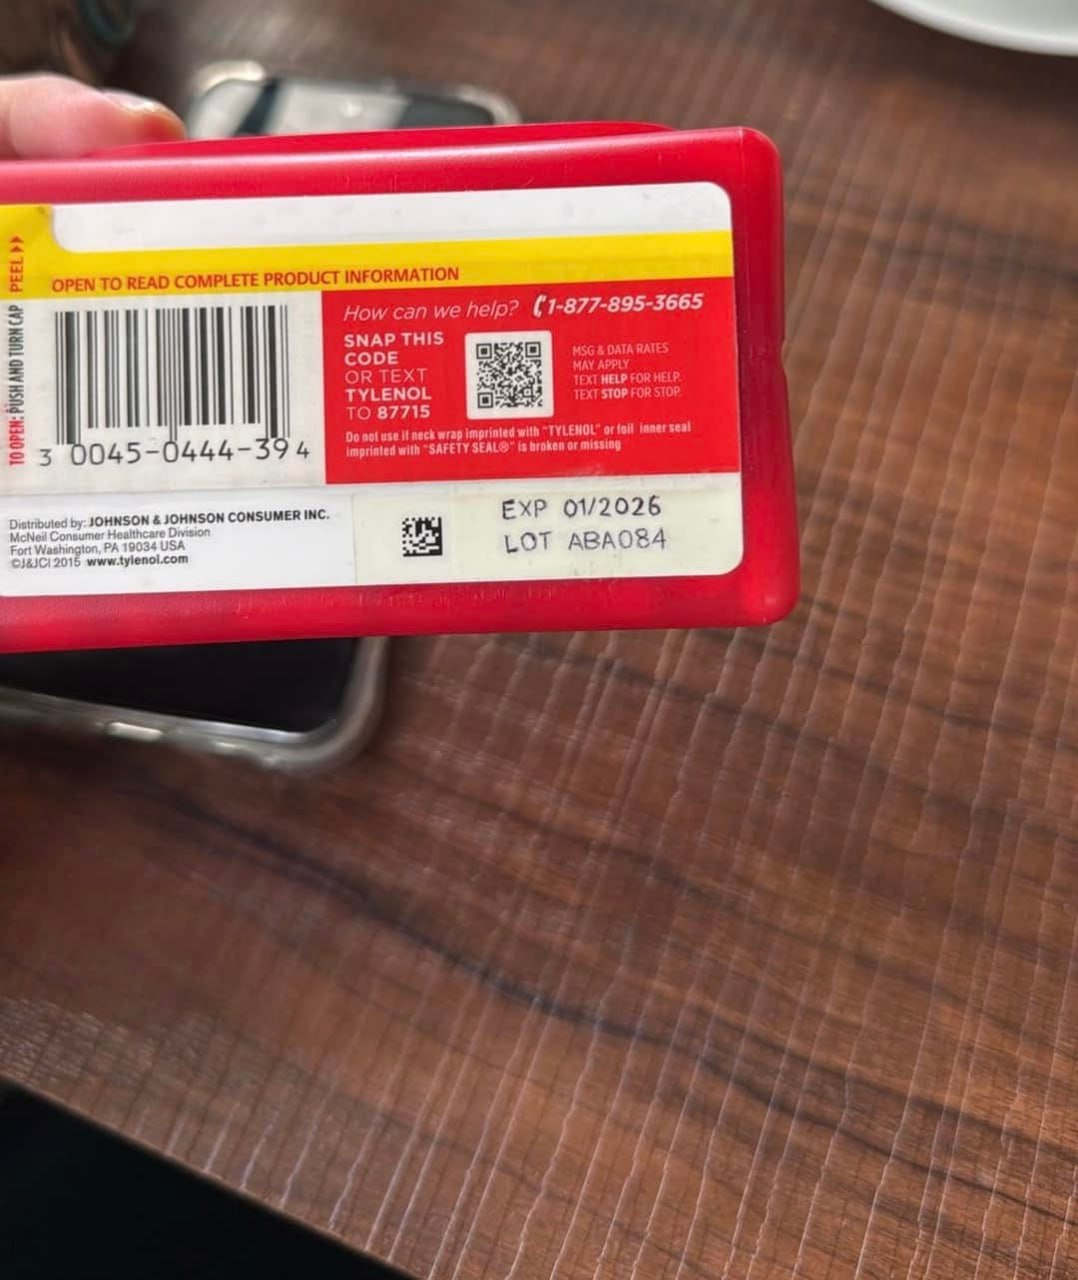 PEEL
TO OPEN: PUSH AND TURN CAP
OPEN TO READ COMPLETE PRODUCT INFORMATION
How can we help? 1-877-895-3665
SNAP THIS
CODE
OR TEXT
TYLENOL
TO 87715
MSG & DATA RATES
MAY APPLY
TEXT HELP FOR HELP.
TEXT STOP FOR STOP.
Do not use if neck wrap imprinted with "TYLENOL" or foil inner seal
imprinted with "SAFETY SEAL®" is broken or missing
3 0045-0444-39 4
Distributed by: JOHNSON & JOHNSON CONSUMER INC.
McNeil Consumer Healthcare Division
Fort Washington, PA 19034 USA
©J&JCI 2015 www.tylenol.com
EXP 01/2026
LOT ABA084